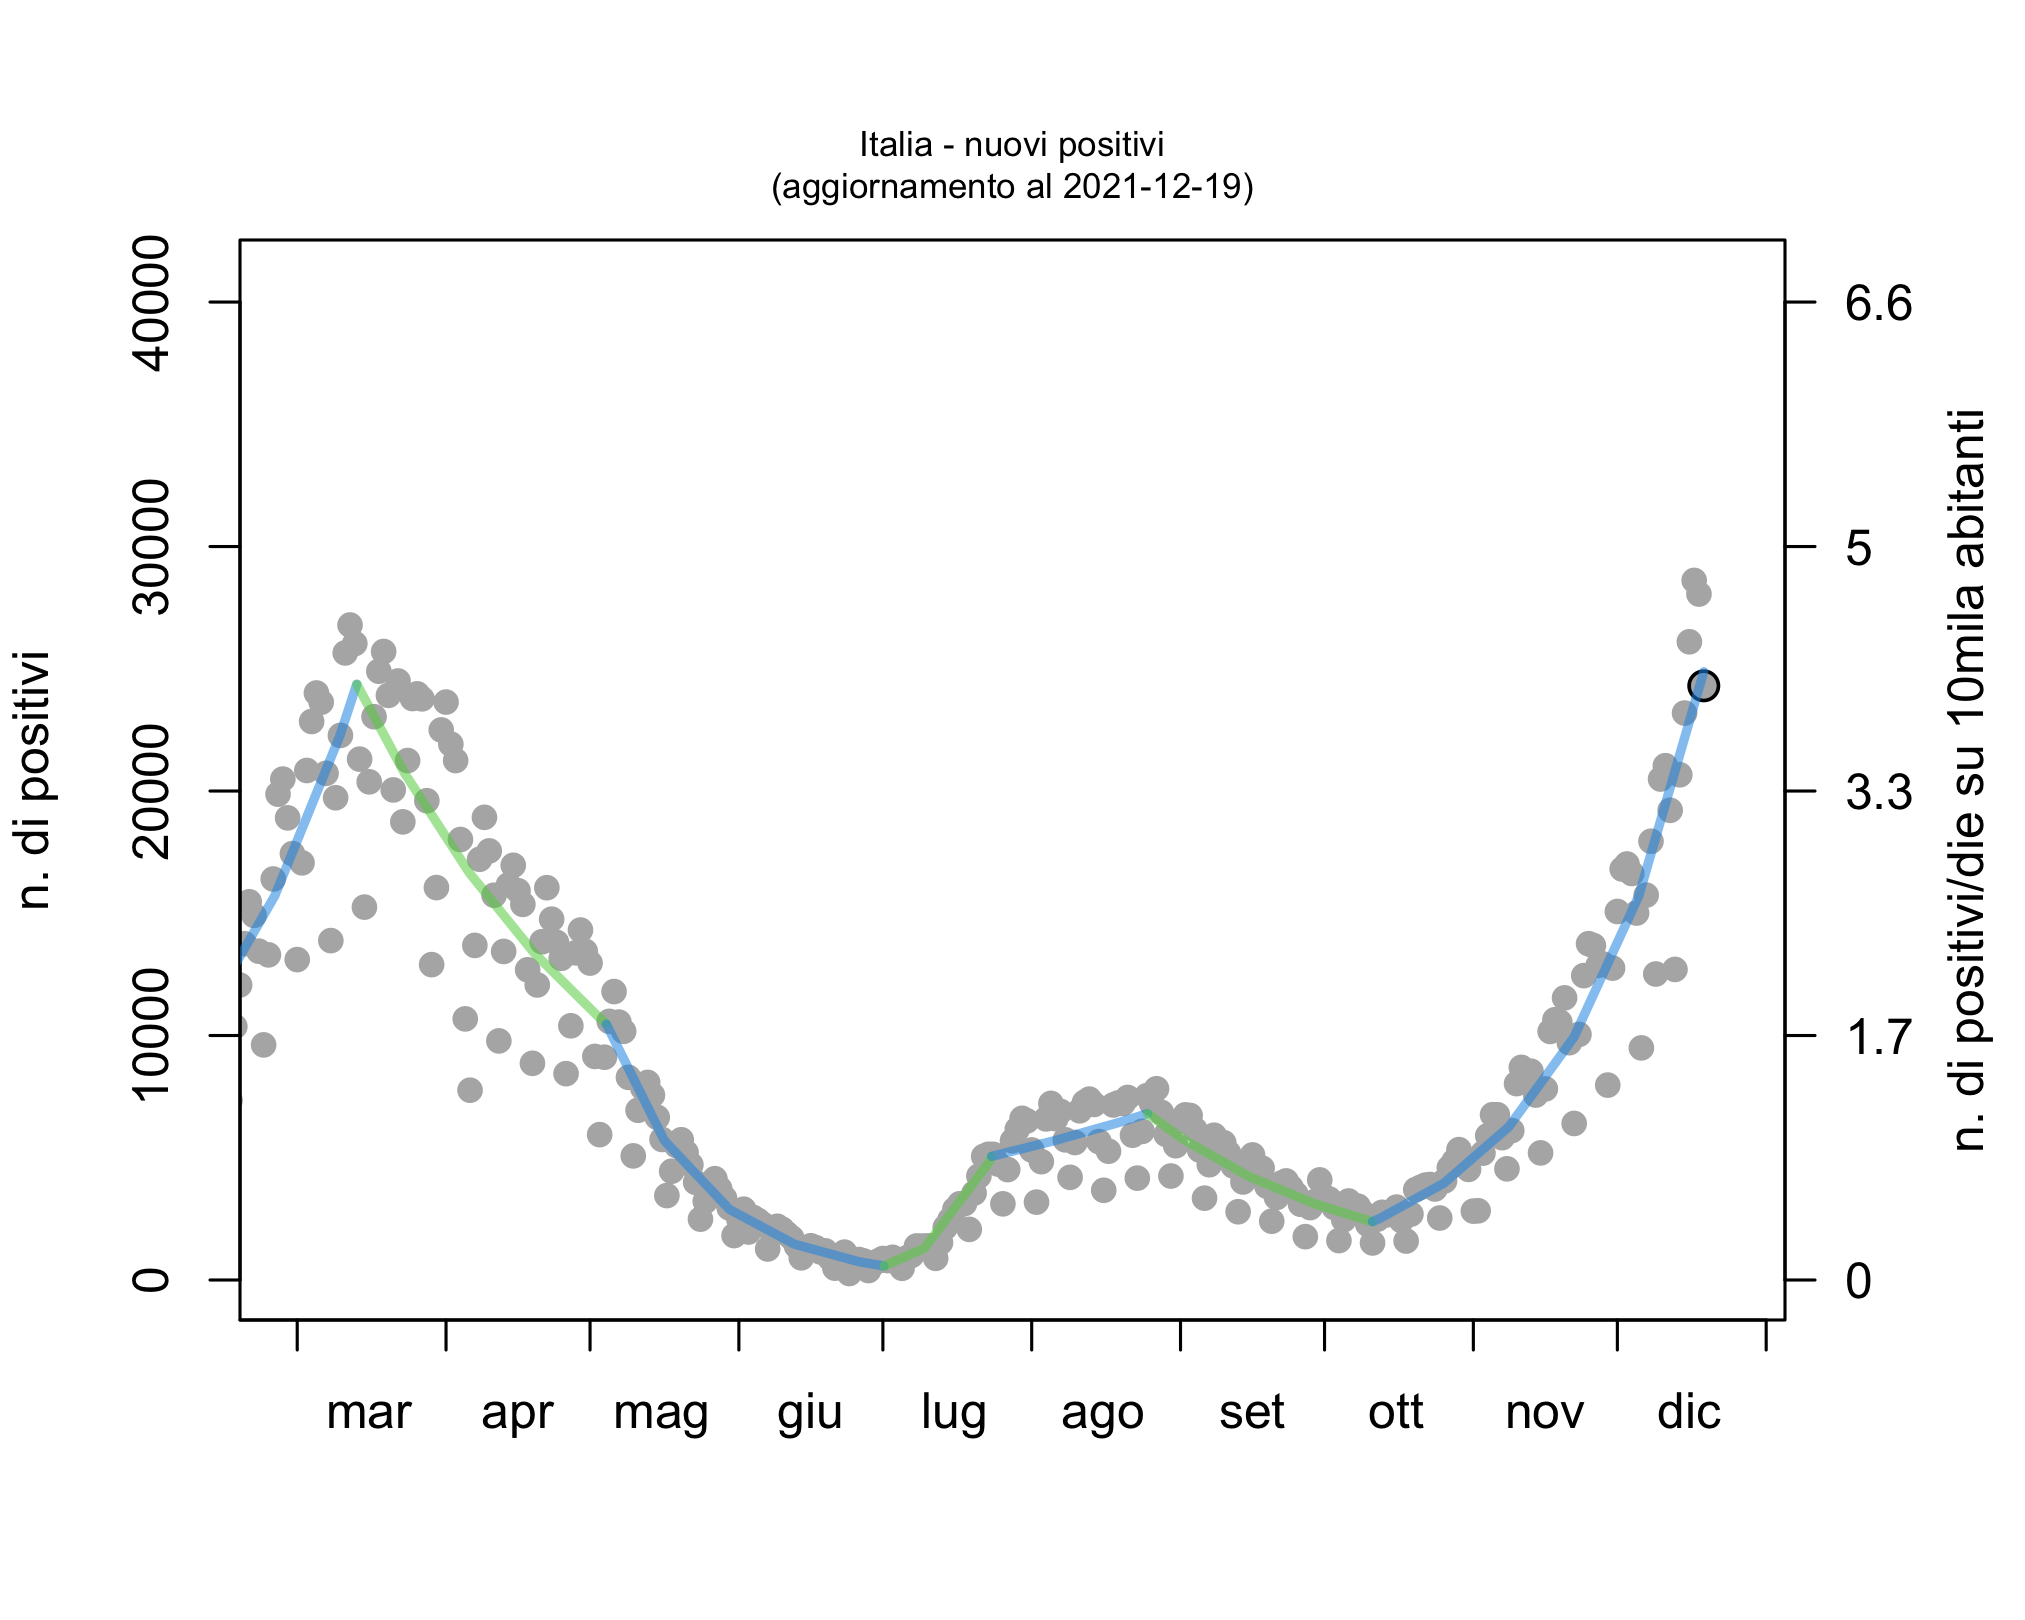 Italia - nuovi positivi
(aggiornamento al 2021-12-19)
n. di positivi
40000
30000
20000
10000
0
6.6
5
3.3
1.7
0
n. di positivi/die su 10mila abitanti
mar apr mag giu lug ago set ott nov dic